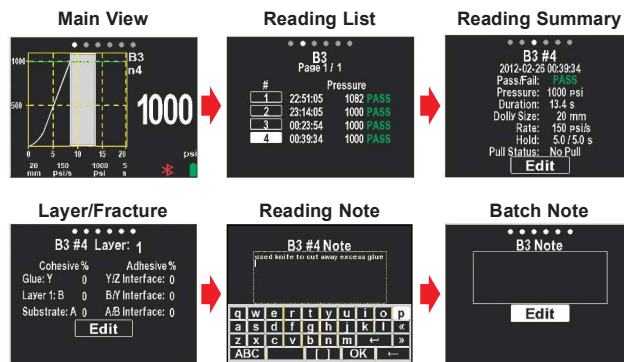 Main View
B3
n4
1000
500
1000
0 5 10 15 20 psi
20 150 1000 5
mm psi/s psi s
Reading List
B3
Page 1 / 1
# Pressure
1 22:51:05 1082 PASS
2 23:14:05 1000 PASS
3 00:23:54 1000 PASS
4 00:39:34 1000 PASS
Reading Summary
B3 #4
2012-02-26 00:39:34
Pass/Fail: PASS
Pressure: 1000 psi
Duration: 13.4 s
Dolly Size: 20 mm
Rate: 150 psi/s
Hold: 5.0 / 5.0 s
Pull Status: No Pull
Edit
Layer/Fracture
B3 #4 Layer: 1
Cohesive % Adhesive %
Glue: Y 0 Y/Z Interface: 0
Layer 1: B 0 B/Y Interface: 0
Substrate: A 0 A/B Interface: 0
Edit
Reading Note
B3 #4 Note
used knife to cut away excess glue
q w e r t y u i o p
a s d f g h j k l «
z x c v b n m ↵ »
ABC [ ] OK ←
Batch Note
B3 Note
Edit